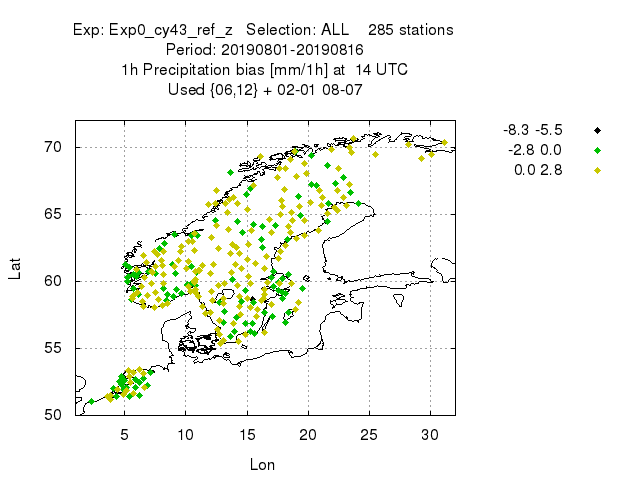 Exp: Exp0_cy43_ref_z   Selection: ALL    285 stations
Period: 20190801-20190816
1h Precipitation bias [mm/1h] at  14 UTC
Used {06,12} + 02-01 08-07
-8.3 -5.5
-2.8 0.0
0.0 2.8
70
65
60
55
50
Lat
5 10 15 20 25 30
Lon